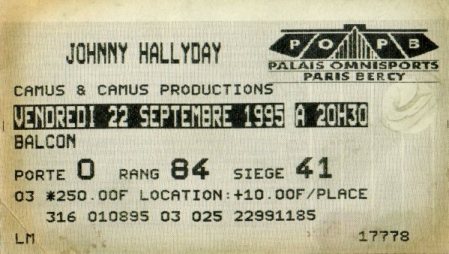 JOHNNY HALLYDAY
POPB
PALAIS OMNISPORTS
PARIS BERCY
CAMUS & CAMUS PRODUCTIONS
VENDREDI 22 SEPTEMBRE 1995 A 20H30
BALCON
PORTE O RANG 84 SIEGE 41
03 *250.00F LOCATION:+10.00F/PLACE
316 010895 03 025 22991185
LM 17778